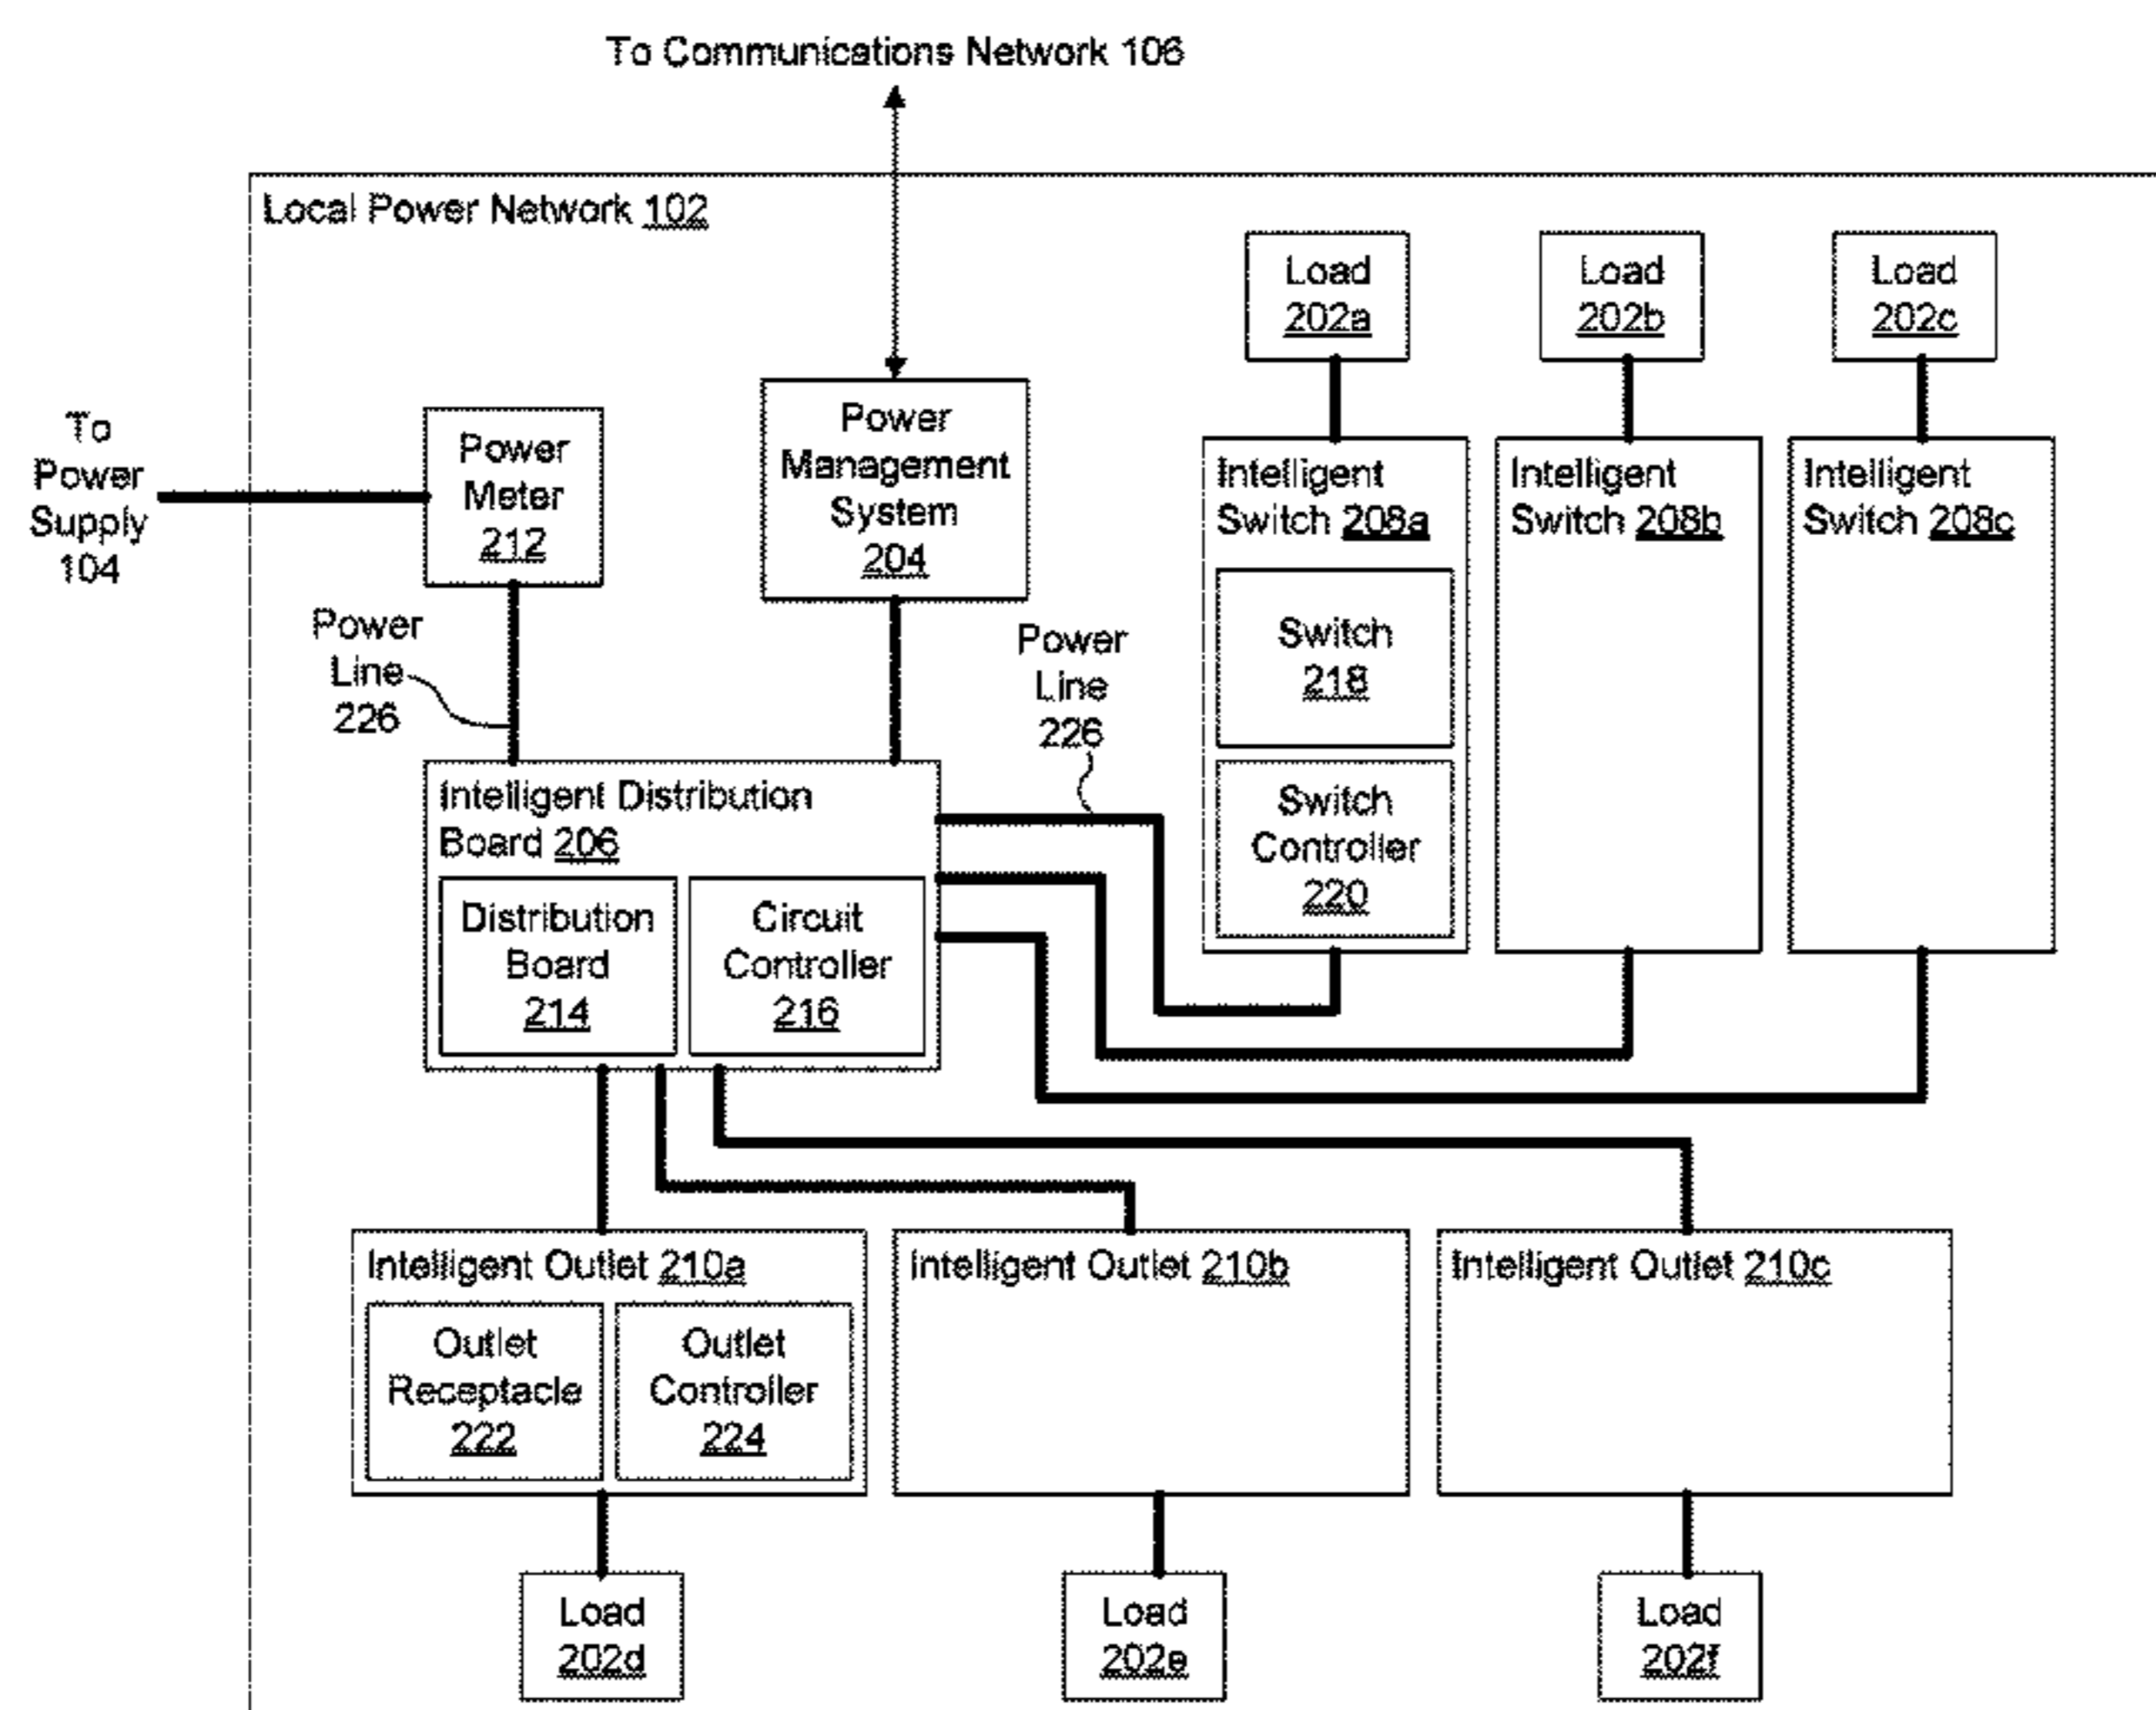 To Communications Network 106
Local Power Network 102
Load
202a
Load
202b
Load
202c
To
Power
Supply
104
Power
Meter
212
Power
Management
System
204
Intelligent
Switch 208a
Intelligent
Switch 208b
Intelligent
Switch 208c
Switch
218
Switch
Controller
220
Power
Line
226
Power
Line
226
Intelligent Distribution
Board 206
Distribution
Board
214
Circuit
Controller
216
Intelligent Outlet 210a
Outlet
Receptacle
222
Outlet
Controller
224
Intelligent Outlet 210b
Intelligent Outlet 210c
Load
202d
Load
202e
Load
202f